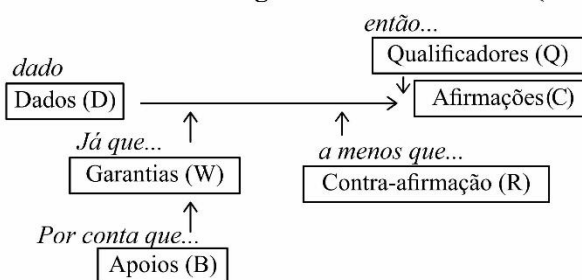 então...
Qualificadores (Q)
dado
Dados (D)
Afirmações(C)
Já que...
a menos que...
Garantias (W)
Contra-afirmação (R)
Por conta que...
Apoios (B)